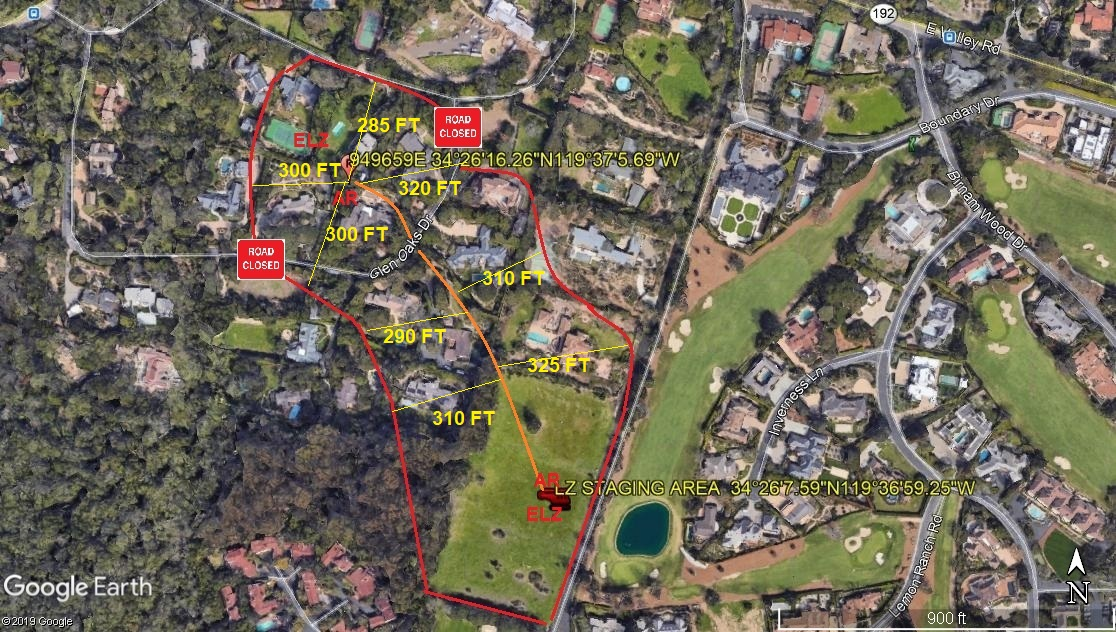 192
E Valley Rd
Boundary Dr
ROAD
CLOSED
285 FT
ELZ
949659E 34°26'16.26"N119°37'5.69"W
300 FT
320 FT
AR
300 FT
Glen Oaks Dr
Birnam Wood Dr
ROAD
CLOSED
310 FT
290 FT
325 FT
Inverness Ln
310 FT
AR
LZ STAGING AREA 34°26'7.59"N119°36'59.25"W
ELZ
Lemon Ranch Rd
Google Earth
N
900 ft
©2019 Google